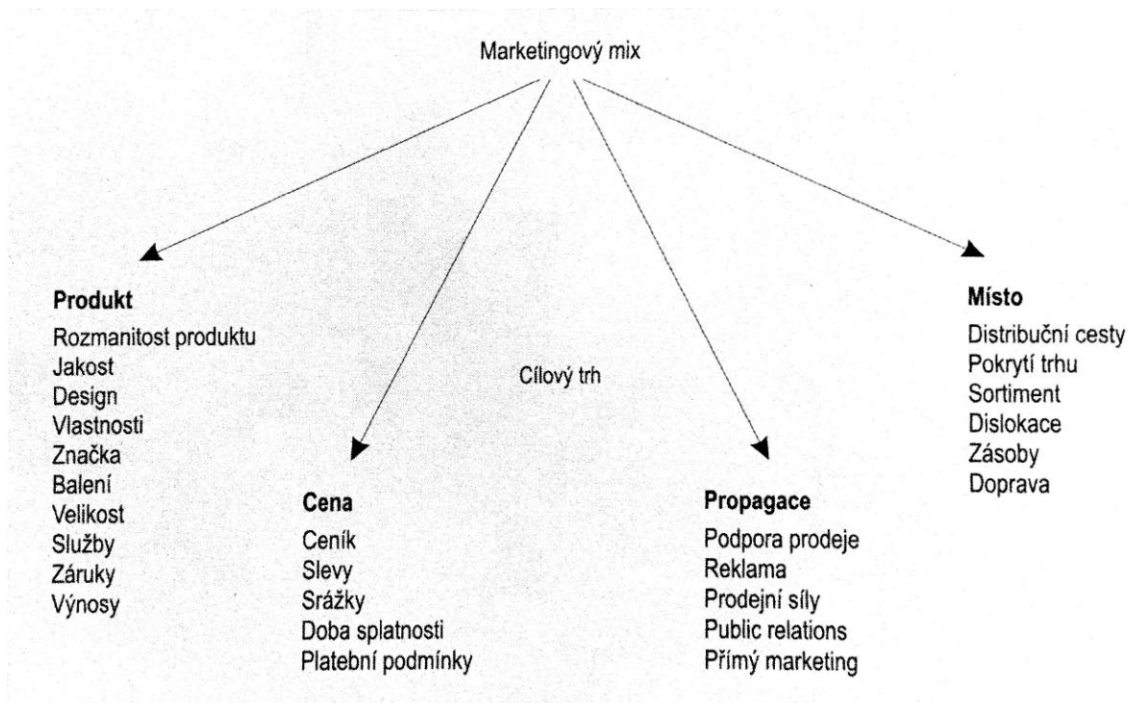 Marketingový mix
Produkt
Rozmanitost produktu
Jakost
Design
Vlastnosti
Značka
Balení
Velikost
Služby
Záruky
Výnosy
Cílový trh
Cena
Ceník
Slevy
Srážky
Doba splatnosti
Platební podmínky
Propagace
Podpora prodeje
Reklama
Prodejní síly
Public relations
Přímý marketing
Místo
Distribuční cesty
Pokrytí trhu
Sortiment
Dislokace
Zásoby
Doprava